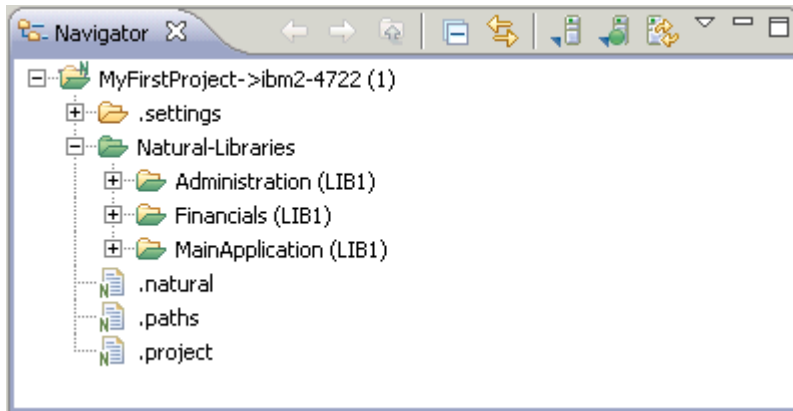 Navigator
MyFirstProject->ibm2-4722 (1)
.settings
Natural-Libraries
Administration (LIB1)
Financials (LIB1)
MainApplication (LIB1)
.natural
.paths
.project